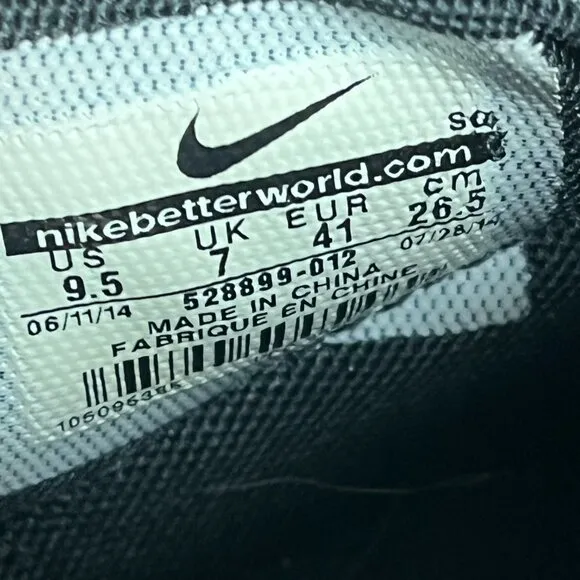 nikebetterworld.com
US UK EUR cm
9.5 7 41 26.5
06/11/14 528899-012 07/28/14
MADE IN CHINA
FABRIQUE EN CHINE